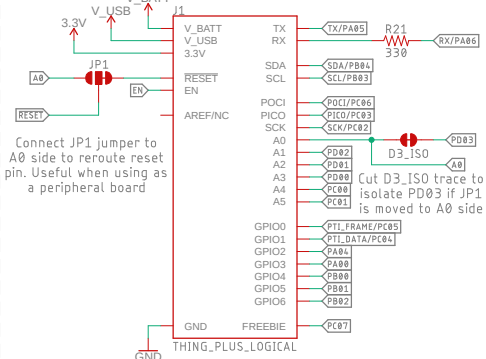 V_BATT
V_USB
3.3V
J1
V_BATT
V_USB
3.3V
RESET
EN
AREF/NC
GND
TX
RX
SDA
SCL
POCI
PICO
SCK
A0
A1
A2
A3
A4
A5
GPIO0
GPIO1
GPIO2
GPIO3
GPIO4
GPIO5
GPIO6
FREEBIE
THING_PLUS_LOGICAL
JP1
A0
RESET
EN
Connect JP1 jumper to
A0 side to reroute reset
pin. Useful when using as
a peripheral board
GND
TX/PA05
R21
330
RX/PA06
SDA/PB04
SCL/PB03
POCI/PC06
PICO/PC03
SCK/PC02
PD03
D3_ISO
A0
PD02
PD01
PD00
PC00
PC01
Cut D3_ISO trace to
isolate PD03 if JP1
is moved to A0 side
PTI_FRAME/PC05
PTI_DATA/PC04
PA04
PA00
PB00
PB01
PB02
PC07